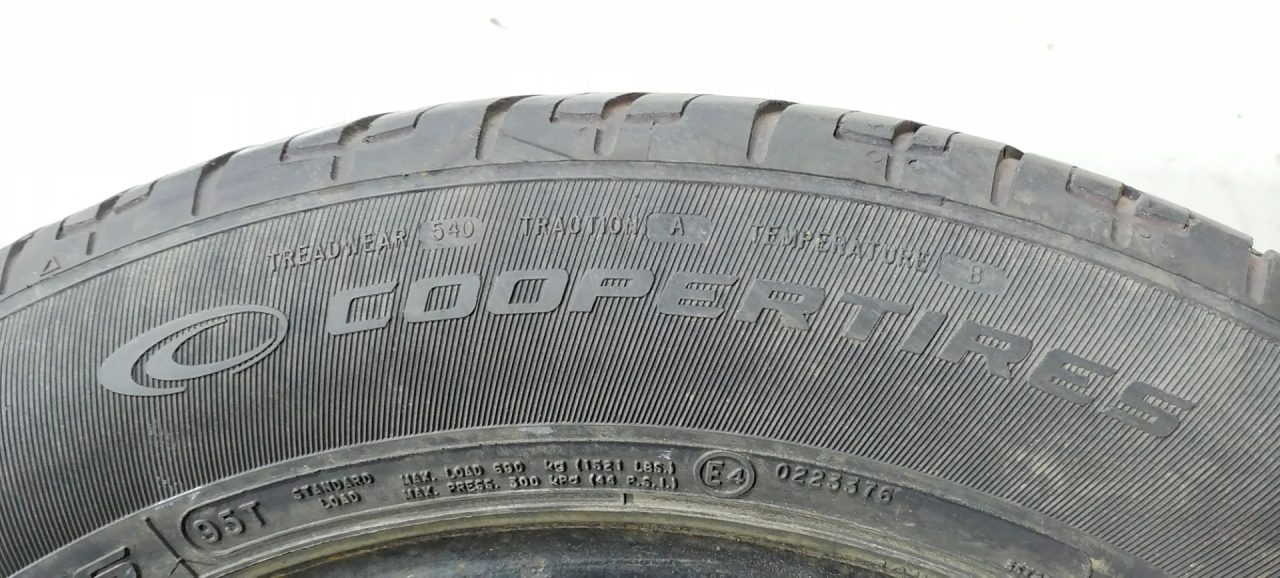 TREADWEAR 540 TRACTION A TEMPERATURE B
COOPERTIRES
95T
STANDARD
LOAD
MAX. LOAD 690 kg (1521 LBS.)
MAX. PRESS. 300 kPa (44 P.S.I.)
E4 0223376